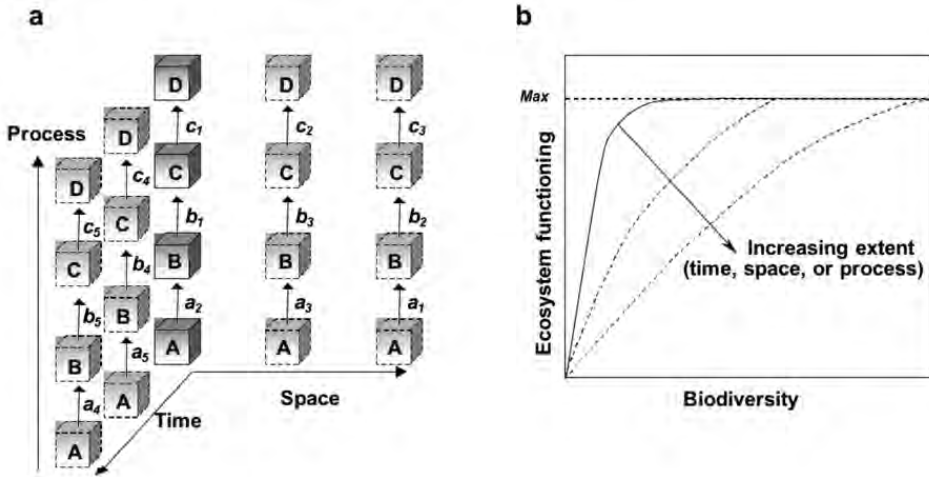 a
D D D
D
Process
c1 c2 c3
D c4 C C C
c5 C b1 b3 b2
C b4 B B B
b5 B a2 a3 a1
B a5 A A A
a4 A
A
Time
Space
b
Max
Ecosystem functioning
Increasing extent
(time, space, or process)
Biodiversity